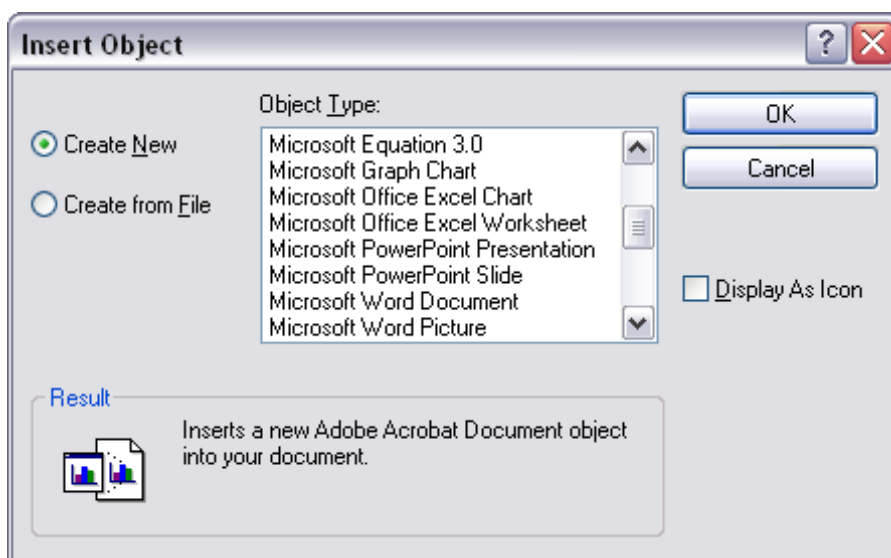 Insert Object
Object Type:
Create New
Create from File
Microsoft Equation 3.0
Microsoft Graph Chart
Microsoft Office Excel Chart
Microsoft Office Excel Worksheet
Microsoft PowerPoint Presentation
Microsoft PowerPoint Slide
Microsoft Word Document
Microsoft Word Picture
OK
Cancel
Display As Icon
Result
Inserts a new Adobe Acrobat Document object
into your document.